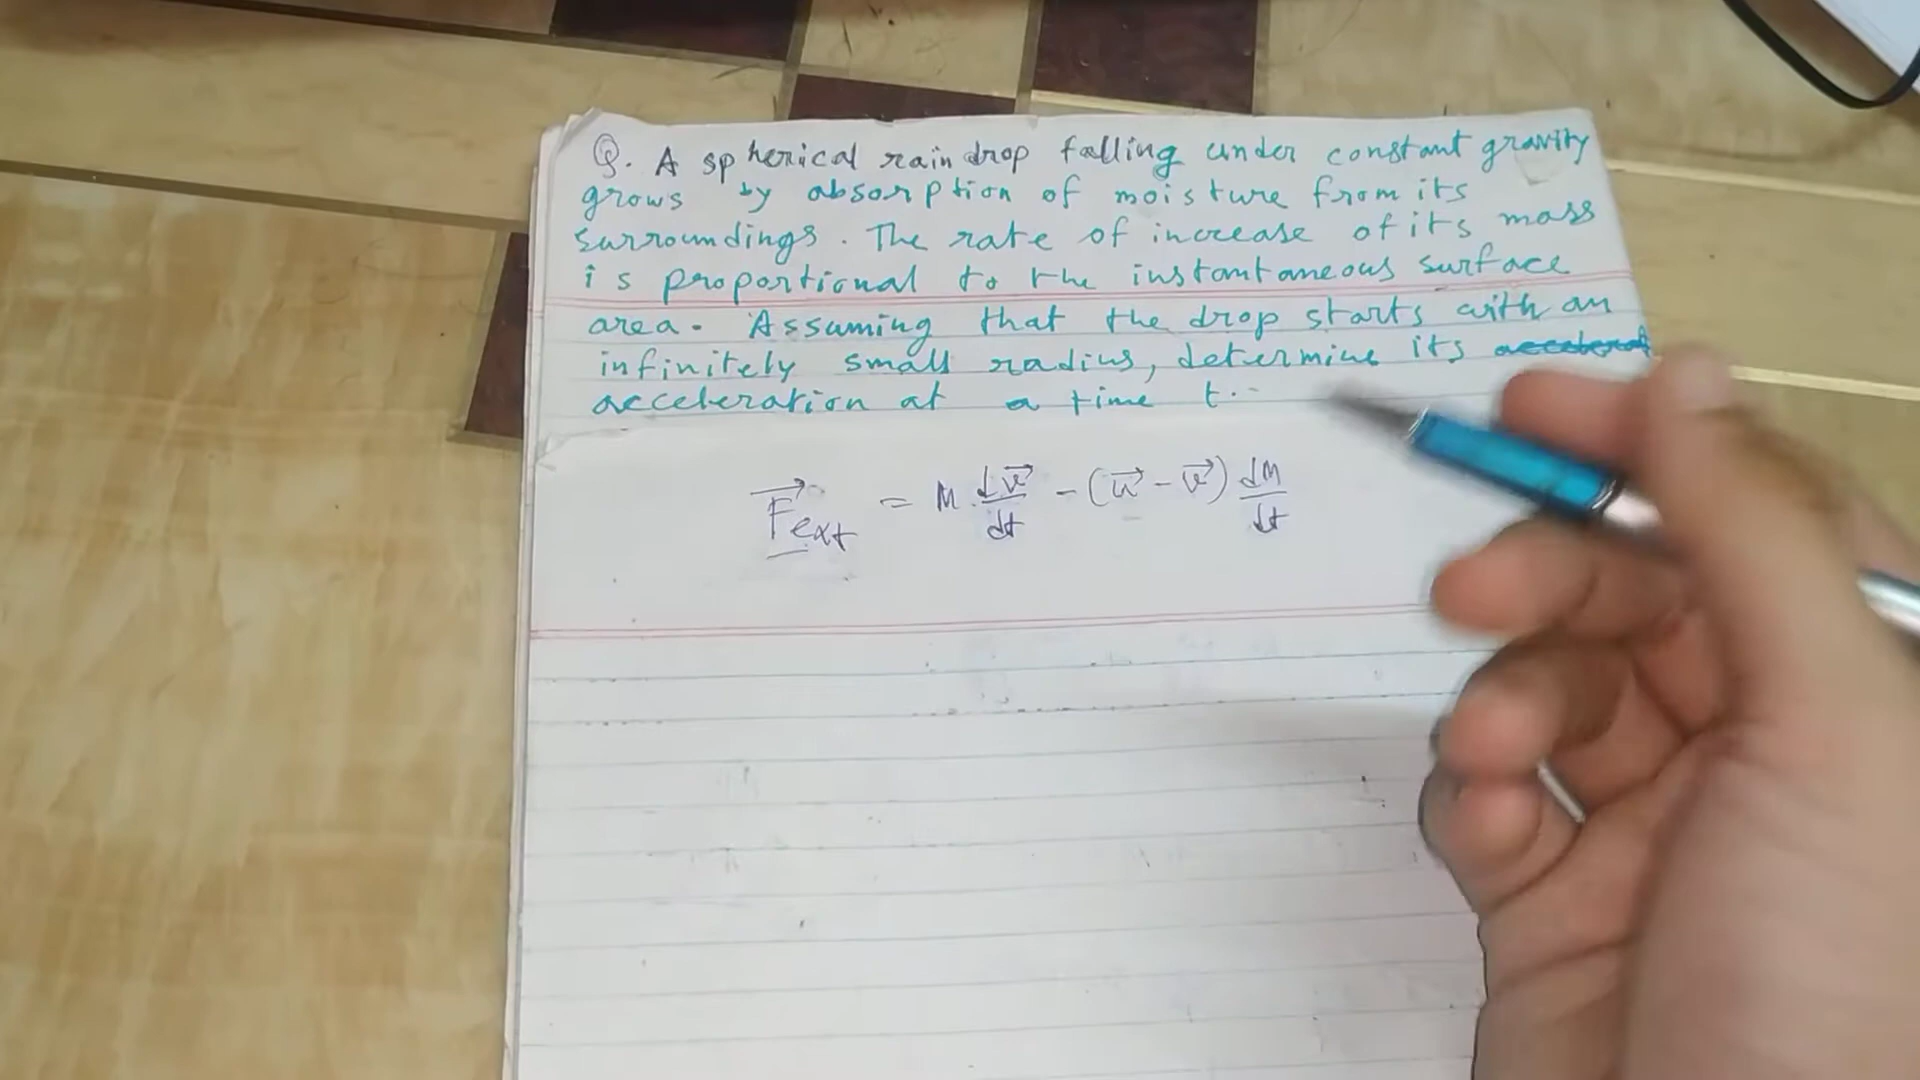 Q. A spherical rain drop falling under constant gravity
grows by absorption of moisture from its
surroundings. The rate of increase of its mass
is proportional to the instantaneous surface
area. Assuming that the drop starts with an
infinitely small radius, determine its
acceleration at a time t.
F⃗ext = M · dv⃗/dt - (u⃗ - v⃗) dM/dt